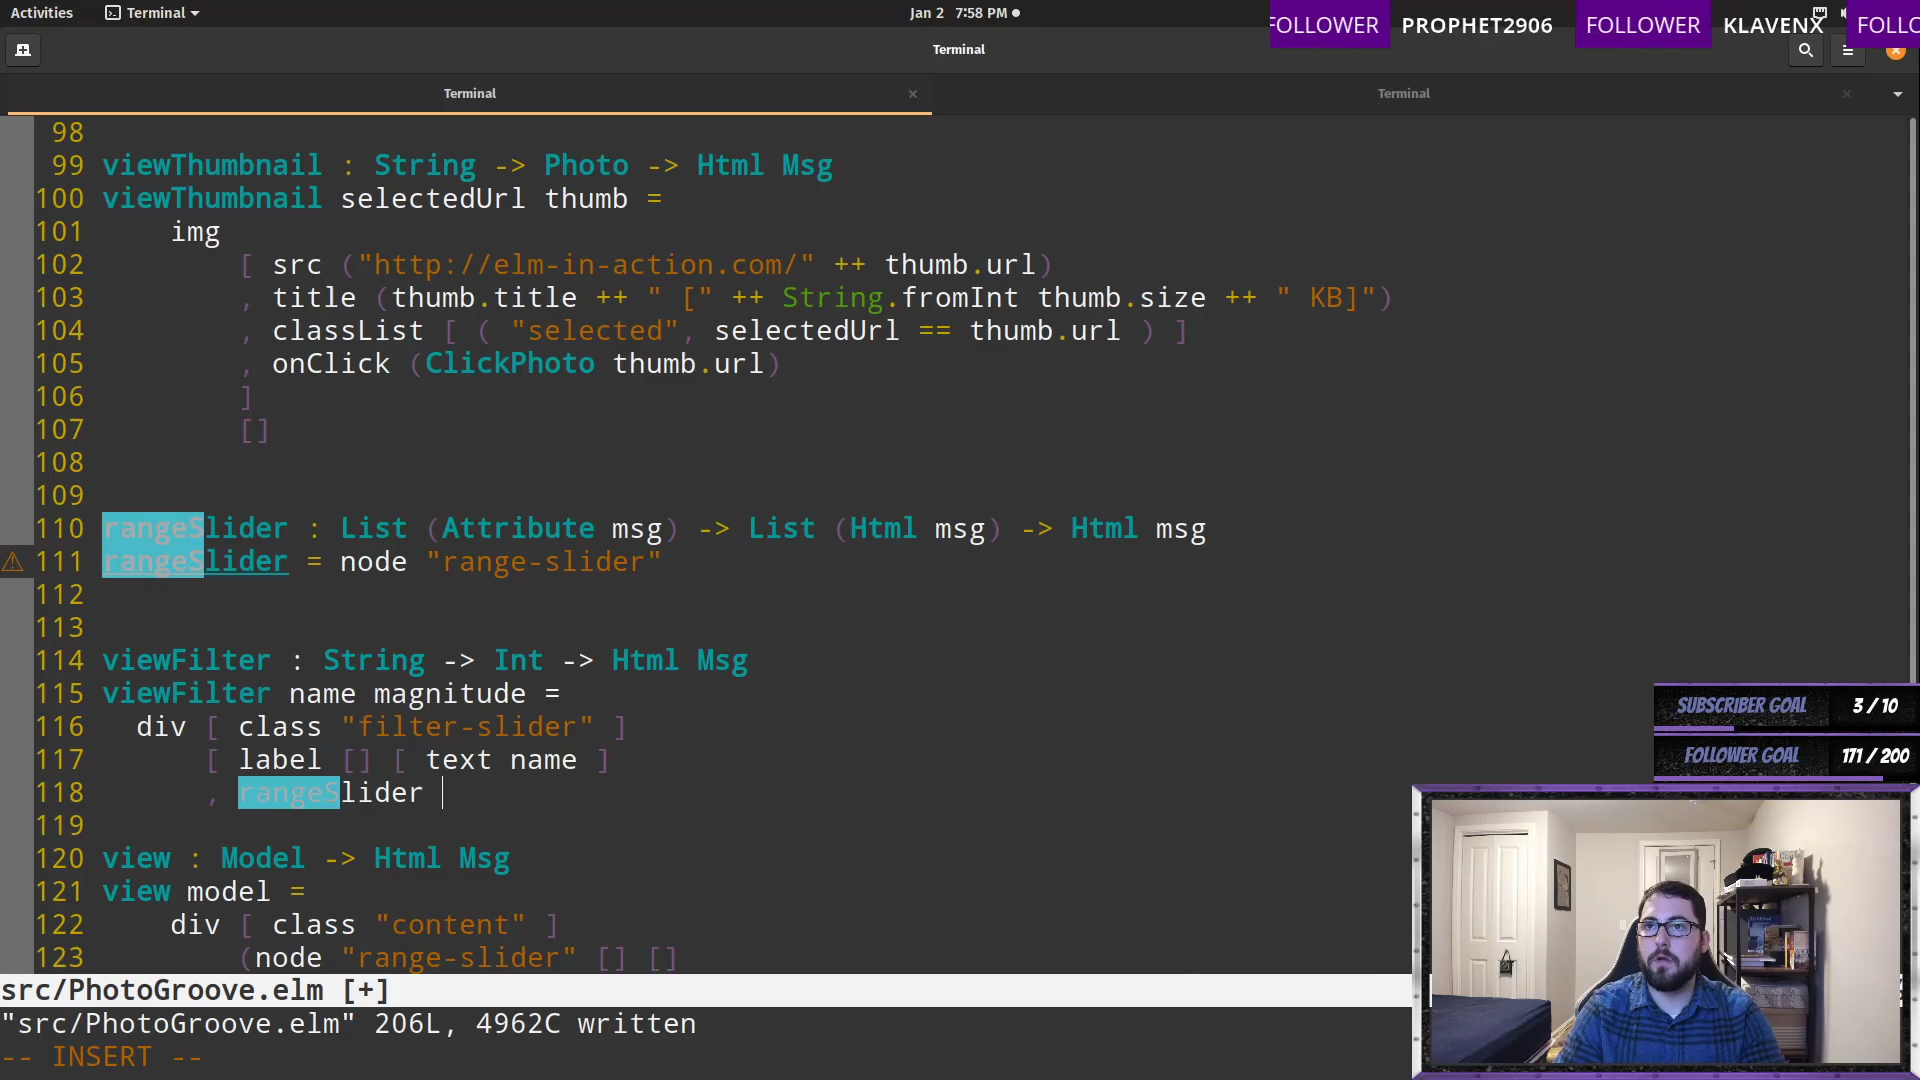 Activities Terminal Jan 2 7:58 PM
FOLLOWER PROPHET2906 FOLLOWER KLAVENX FOLLO
Terminal
Terminal Terminal
98
99 viewThumbnail : String -> Photo -> Html Msg
100 viewThumbnail selectedUrl thumb =
101 img
102 [ src ("http://elm-in-action.com/" ++ thumb.url)
103 , title (thumb.title ++ " [" ++ String.fromInt thumb.size ++ " KB]")
104 , classList [ ( "selected", selectedUrl == thumb.url ) ]
105 , onClick (ClickPhoto thumb.url)
106 ]
107 []
108
109
110 rangeSlider : List (Attribute msg) -> List (Html msg) -> Html msg
111 rangeSlider = node "range-slider"
112
113
114 viewFilter : String -> Int -> Html Msg
115 viewFilter name magnitude =
116 div [ class "filter-slider" ]
117 [ label [] [ text name ]
118 , rangeSlider
119
120 view : Model -> Html Msg
121 view model =
122 div [ class "content" ]
123 (node "range-slider" [] []
src/PhotoGroove.elm [+]
"src/PhotoGroove.elm" 206L, 4962C written
-- INSERT --
SUBSCRIBER GOAL 3 / 10
FOLLOWER GOAL 171 / 200